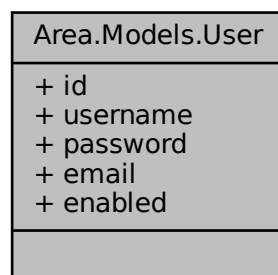 Area.Models.User
+ id
+ username
+ password
+ email
+ enabled